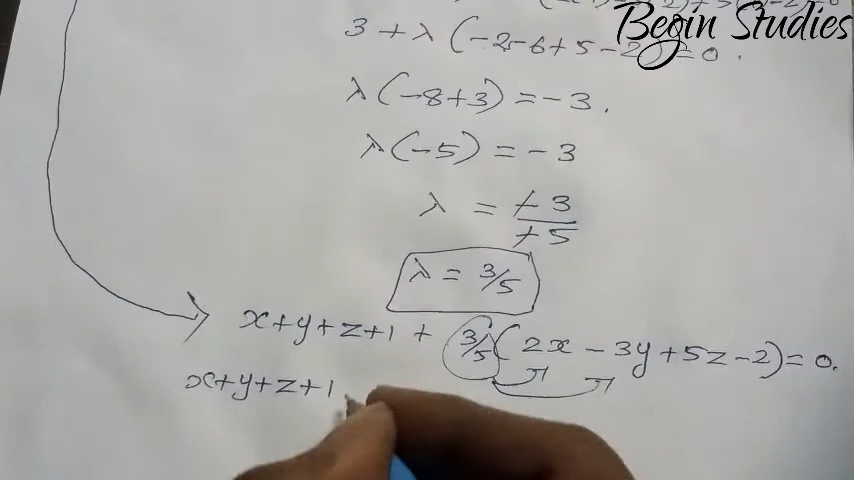 Begin Studies
3 + λ (-2-6+5-2) = 0.
λ(-8+3) = -3.
λ(-5) = -3
λ = -3/-5
λ = 3/5
x+y+z+1 + 3/5 (2x - 3y + 5z - 2) = 0.
x+y+z+1